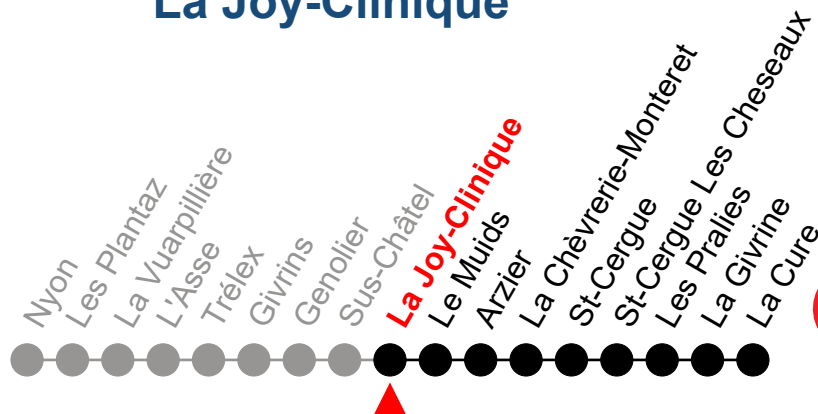 La Joy-Clinique
Nyon
Les Plantaz
La Vuarpillière
L'Asse
Trélex
Givrins
Genolier
Sus-Châtel
La Joy-Clinique
Le Muids
Arzier
La Chèvrerie-Monteret
St-Cergue
St-Cergue Les Cheseaux
Les Pralies
La Givrine
La Cure